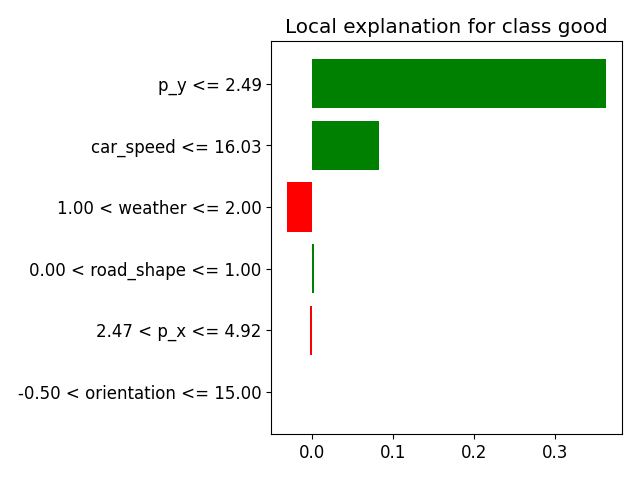 Local explanation for class good
p_y <= 2.49
car_speed <= 16.03
1.00 < weather <= 2.00
0.00 < road_shape <= 1.00
2.47 < p_x <= 4.92
-0.50 < orientation <= 15.00
0.0 0.1 0.2 0.3